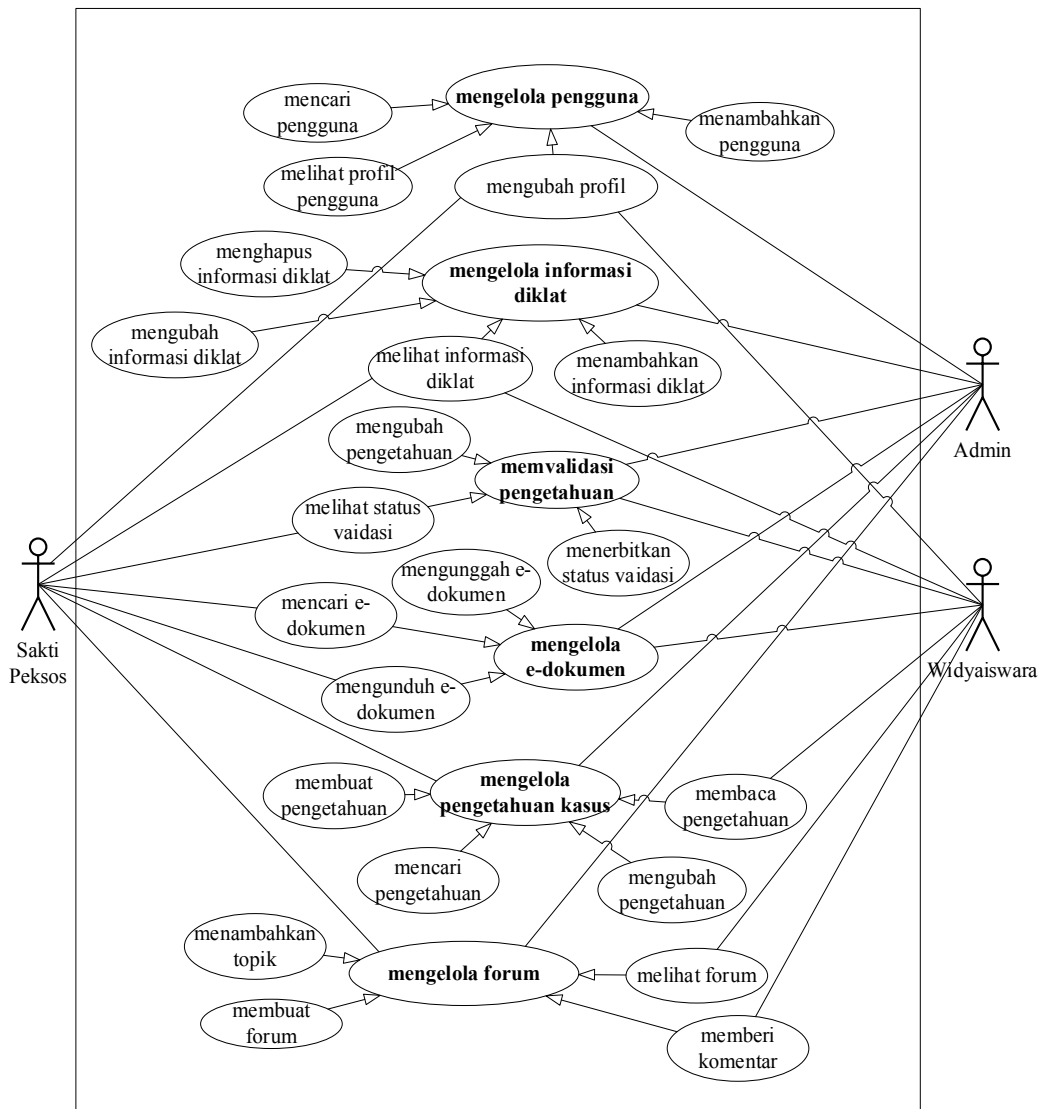 mengelola pengguna
mencari
pengguna
menambahkan
pengguna
melihat profil
pengguna
mengubah profil
menghapus
informasi diklat
mengelola informasi
diklat
mengubah
informasi diklat
melihat informasi
diklat
menambahkan
informasi diklat
Admin
mengubah
pengetahuan
memvalidasi
pengetahuan
melihat status
vaidasi
menerbitkan
status vaidasi
mengunggah e-
dokumen
mencari e-
dokumen
mengelola
e-dokumen
Sakti
Peksos
Widyaiswara
mengunduh e-
dokumen
mengelola
pengetahuan kasus
membuat
pengetahuan
membaca
pengetahuan
mencari
pengetahuan
mengubah
pengetahuan
menambahkan
topik
mengelola forum
melihat forum
membuat
forum
memberi
komentar